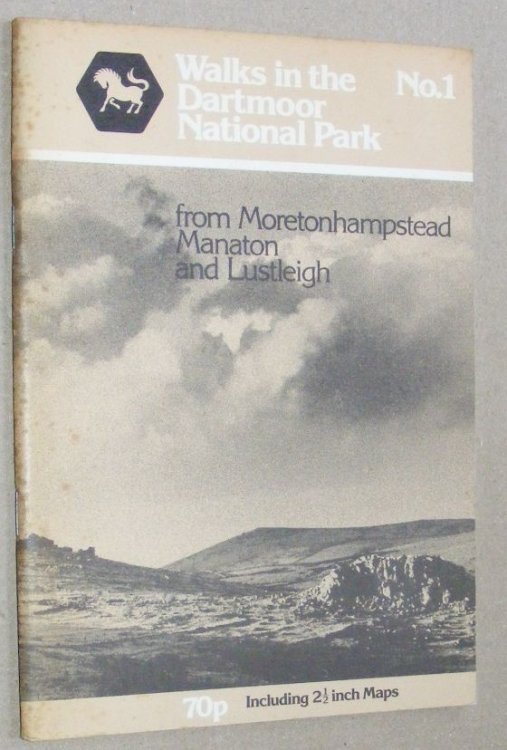 Walks in the
Dartmoor
National Park
No.1
from Moretonhampstead
Manaton
and Lustleigh
70p
Including 2½ inch Maps